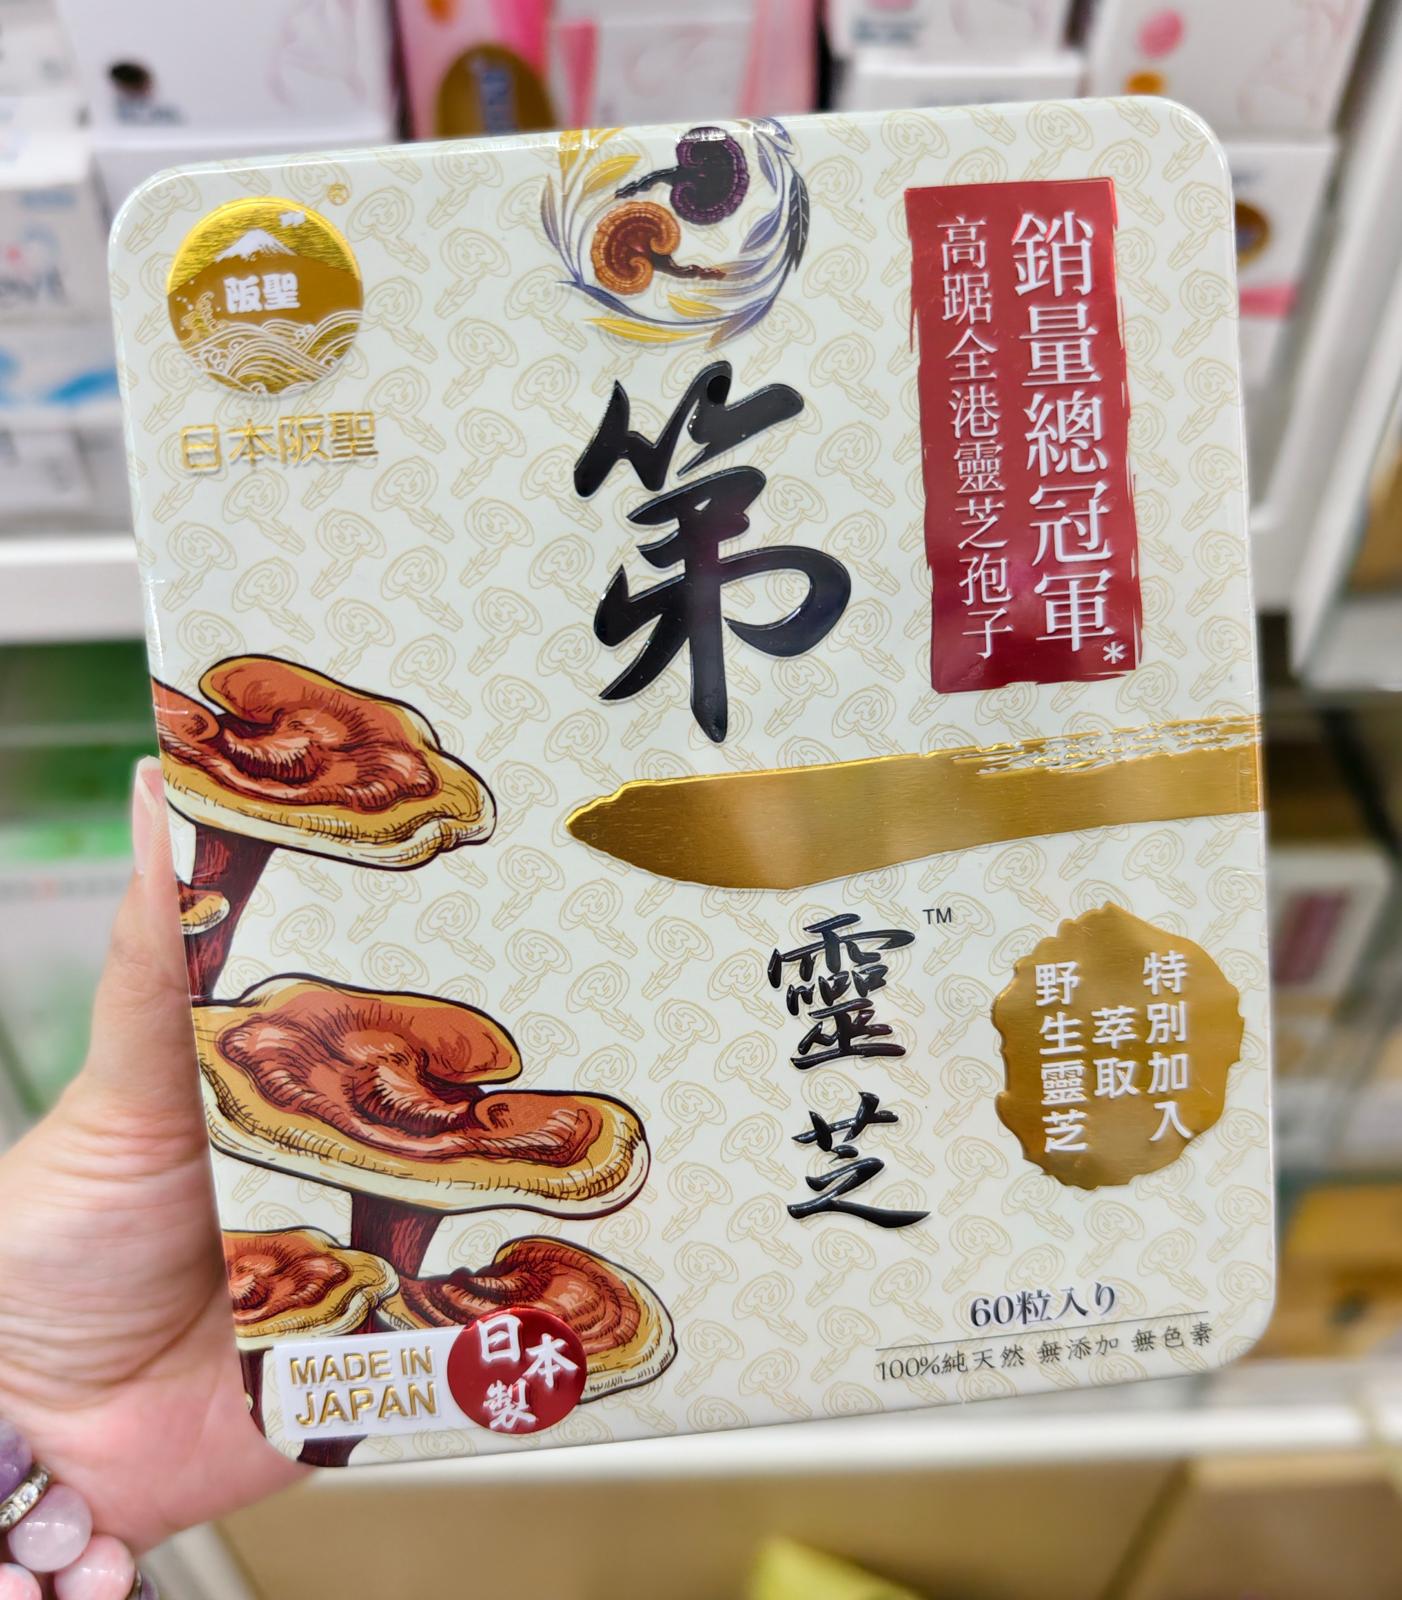 ®
阪聖
日本阪聖
銷量總冠軍*
高踞全港靈芝孢子
第一
靈芝™
特別加入
萃取
野生靈芝
60粒入り
100%純天然 無添加 無色素
MADE IN
JAPAN
日本製